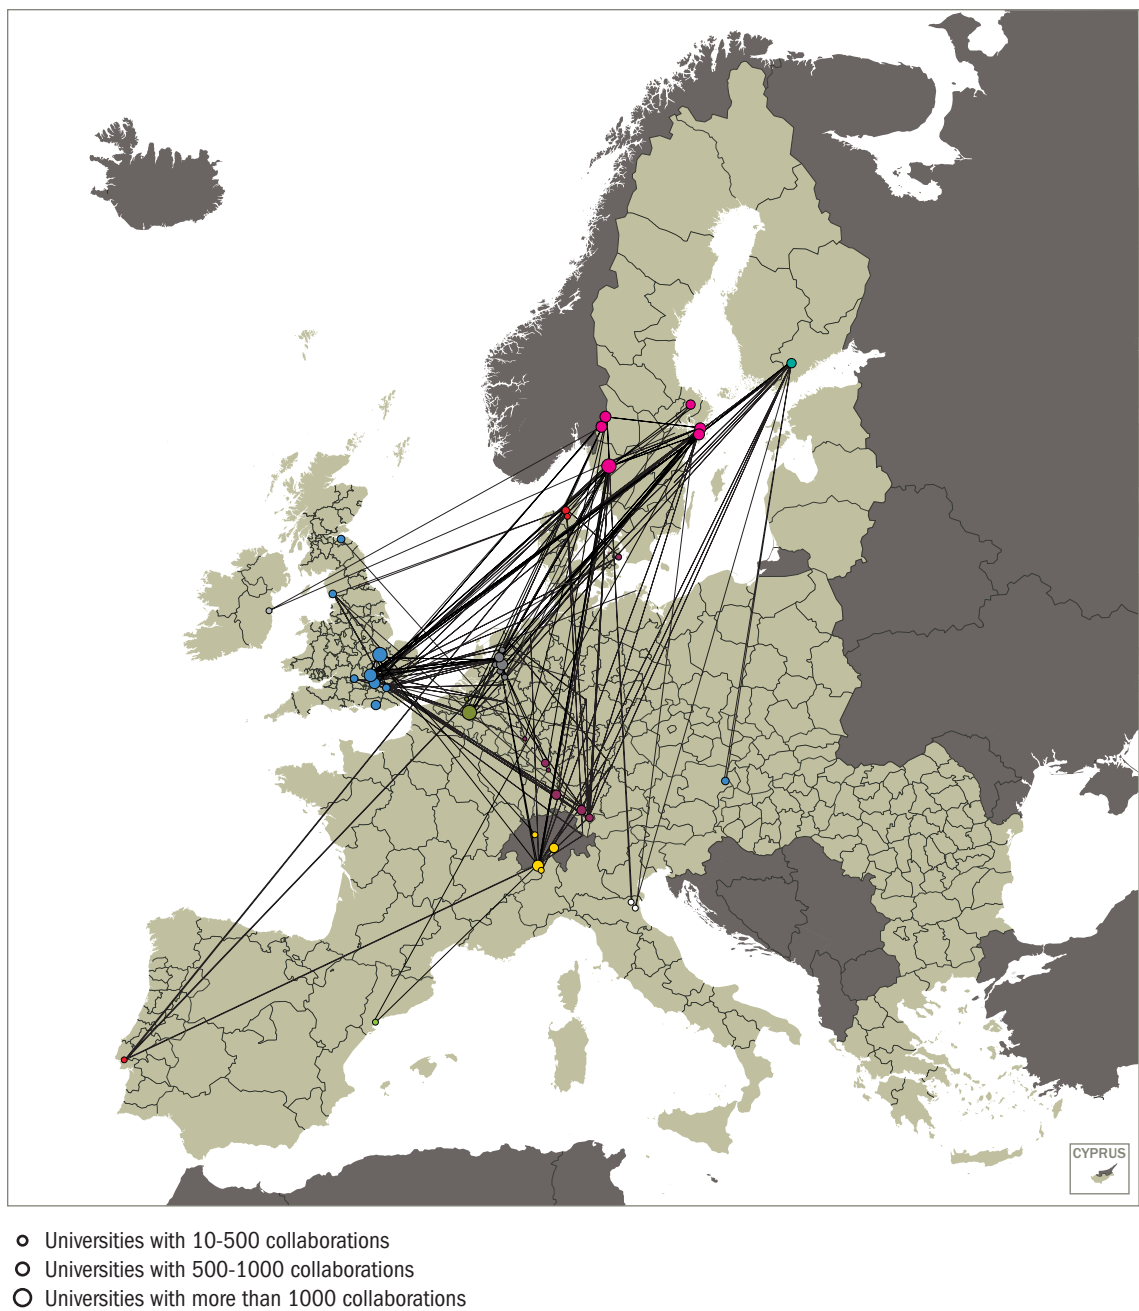 CYPRUS
Universities with 10-500 collaborations
Universities with 500-1000 collaborations
Universities with more than 1000 collaborations